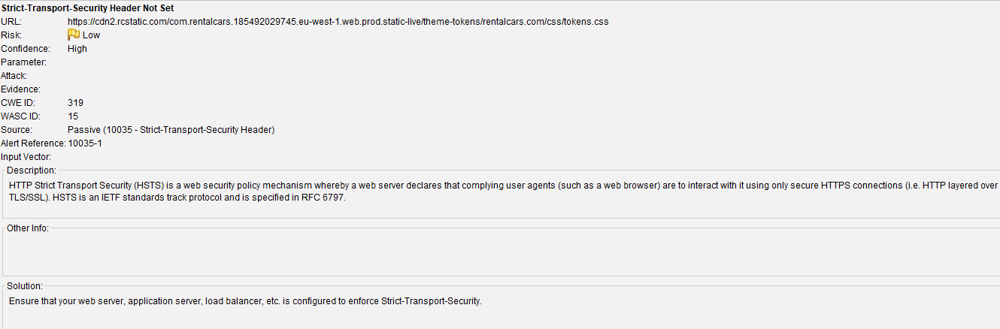 Strict-Transport-Security Header Not Set
URL: https://cdn2.rcstatic.com/com.rentalcars.185492029745.eu-west-1.web.prod.static-live/theme-tokens/rentalcars.com/css/tokens.css
Risk: Low
Confidence: High
Parameter:
Attack:
Evidence:
CWE ID: 319
WASC ID: 15
Source: Passive (10035 - Strict-Transport-Security Header)
Alert Reference: 10035-1
Input Vector:
Description:
HTTP Strict Transport Security (HSTS) is a web security policy mechanism whereby a web server declares that complying user agents (such as a web browser) are to interact with it using only secure HTTPS connections (i.e. HTTP layered over
TLS/SSL). HSTS is an IETF standards track protocol and is specified in RFC 6797.
Other Info:
Solution:
Ensure that your web server, application server, load balancer, etc. is configured to enforce Strict-Transport-Security.